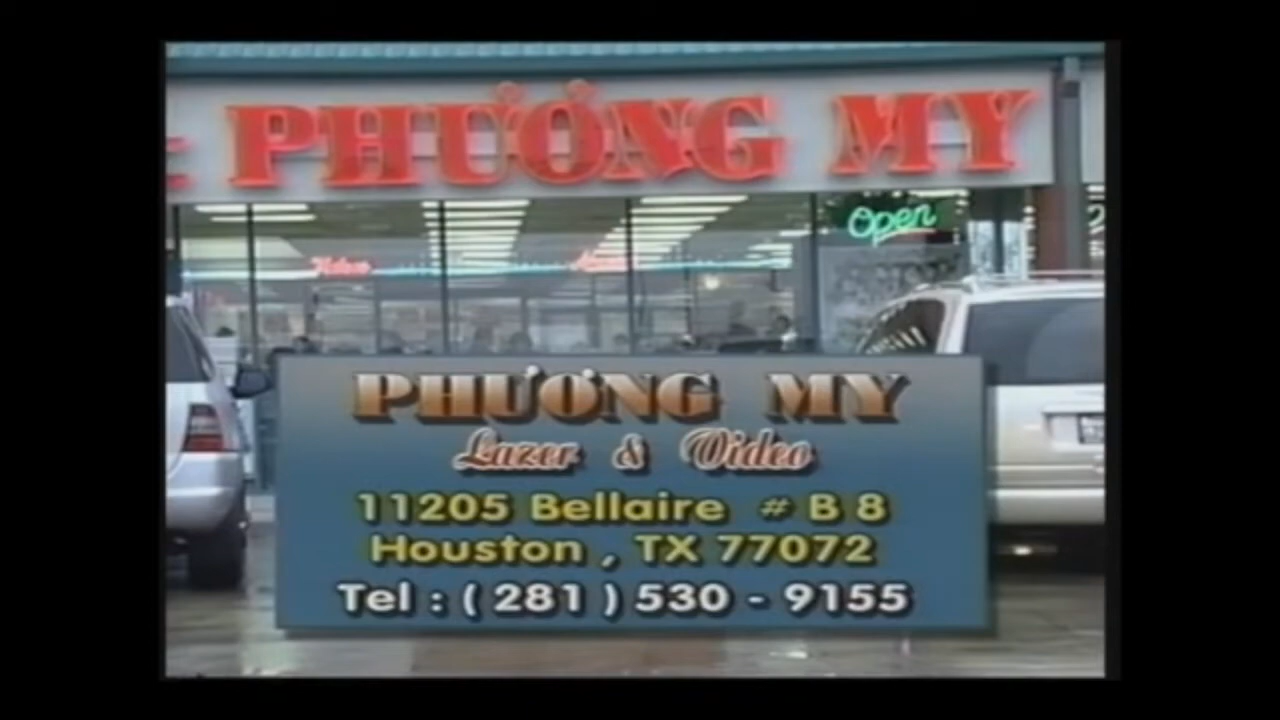 PHƯƠNG MY
Open
PHƯƠNG MY
Lazer & Video
11205 Bellaire # B 8
Houston , TX 77072
Tel : ( 281 ) 530 - 9155